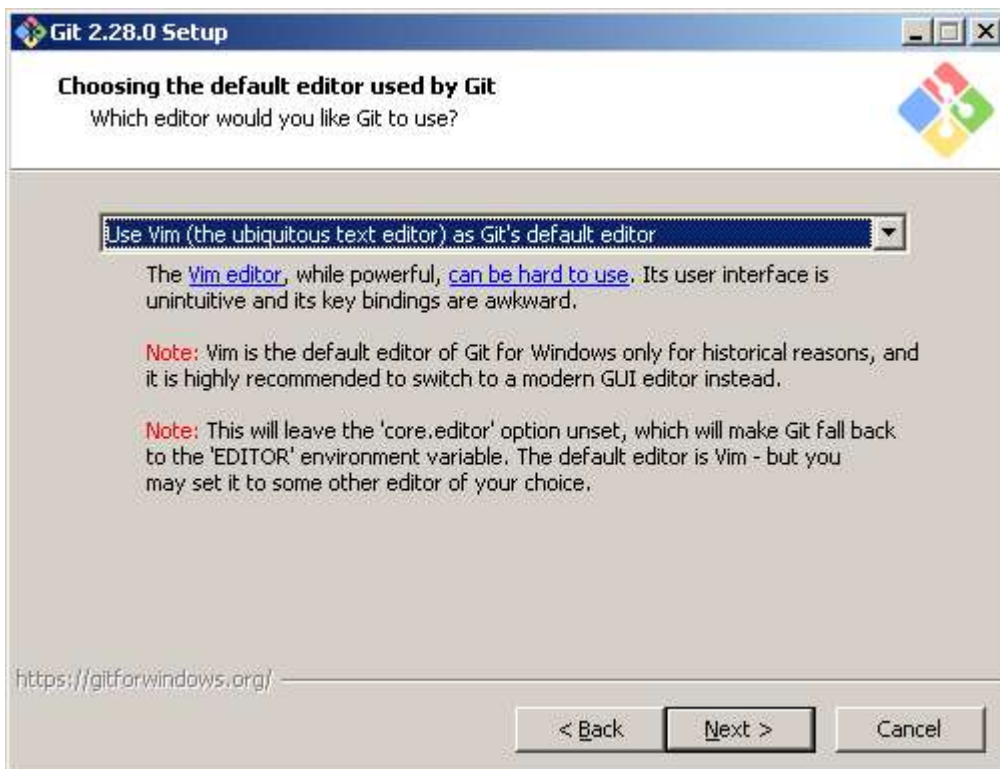 Git 2.28.0 Setup
Choosing the default editor used by Git
Which editor would you like Git to use?
Use Vim (the ubiquitous text editor) as Git's default editor
The Vim editor, while powerful, can be hard to use. Its user interface is
unintuitive and its key bindings are awkward.
Note: Vim is the default editor of Git for Windows only for historical reasons, and
it is highly recommended to switch to a modern GUI editor instead.
Note: This will leave the 'core.editor' option unset, which will make Git fall back
to the 'EDITOR' environment variable. The default editor is Vim - but you
may set it to some other editor of your choice.
https://gitforwindows.org/
< Back Next > Cancel